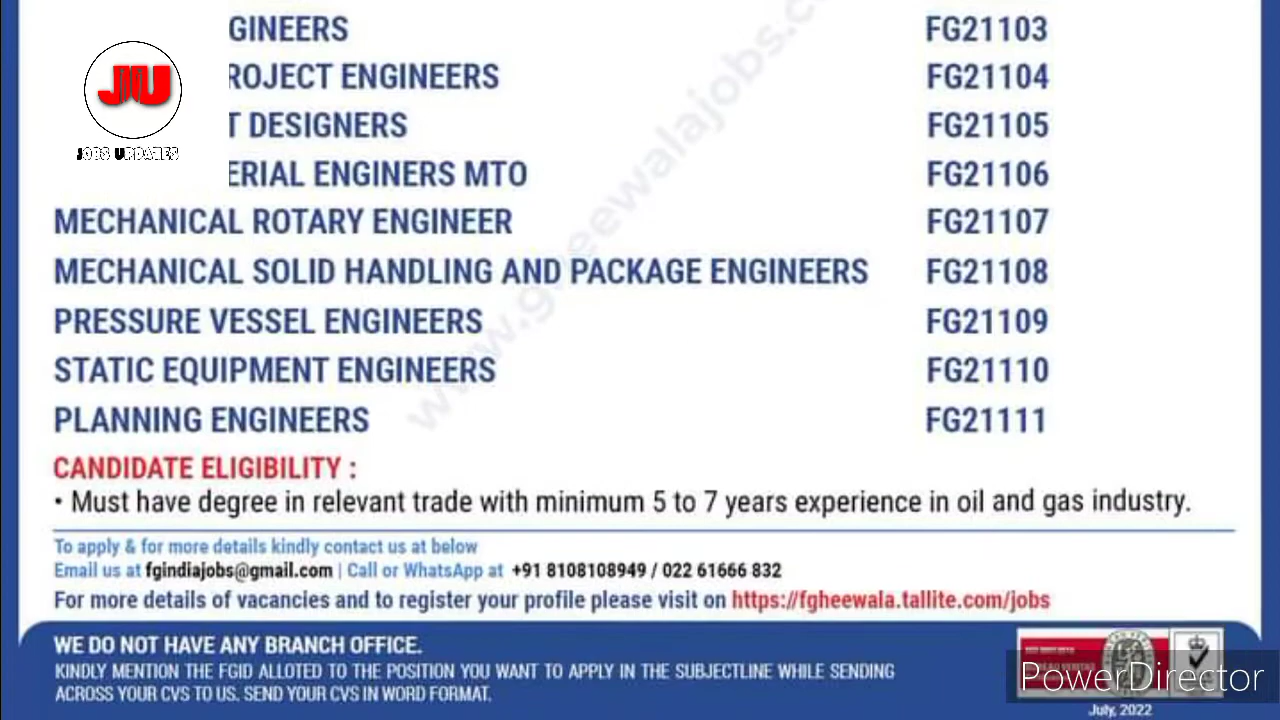 GINEERS FG21103
ROJECT ENGINEERS FG21104
T DESIGNERS FG21105
ERIAL ENGINERS MTO FG21106
MECHANICAL ROTARY ENGINEER FG21107
MECHANICAL SOLID HANDLING AND PACKAGE ENGINEERS FG21108
PRESSURE VESSEL ENGINEERS FG21109
STATIC EQUIPMENT ENGINEERS FG21110
PLANNING ENGINEERS FG21111
JU
JOBS UPDATES
www.gheewalajobs.c
CANDIDATE ELIGIBILITY :
• Must have degree in relevant trade with minimum 5 to 7 years experience in oil and gas industry.
To apply & for more details kindly contact us at below
Email us at fgindiajobs@gmail.com | Call or WhatsApp at +91 8108108949 / 022 61666 832
For more details of vacancies and to register your profile please visit on https://fgheewala.tallite.com/jobs
WE DO NOT HAVE ANY BRANCH OFFICE.
KINDLY MENTION THE FGID ALLOTED TO THE POSITION YOU WANT TO APPLY IN THE SUBJECTLINE WHILE SENDING
ACROSS YOUR CVS TO US. SEND YOUR CVS IN WORD FORMAT.
PowerDirector
July, 2022